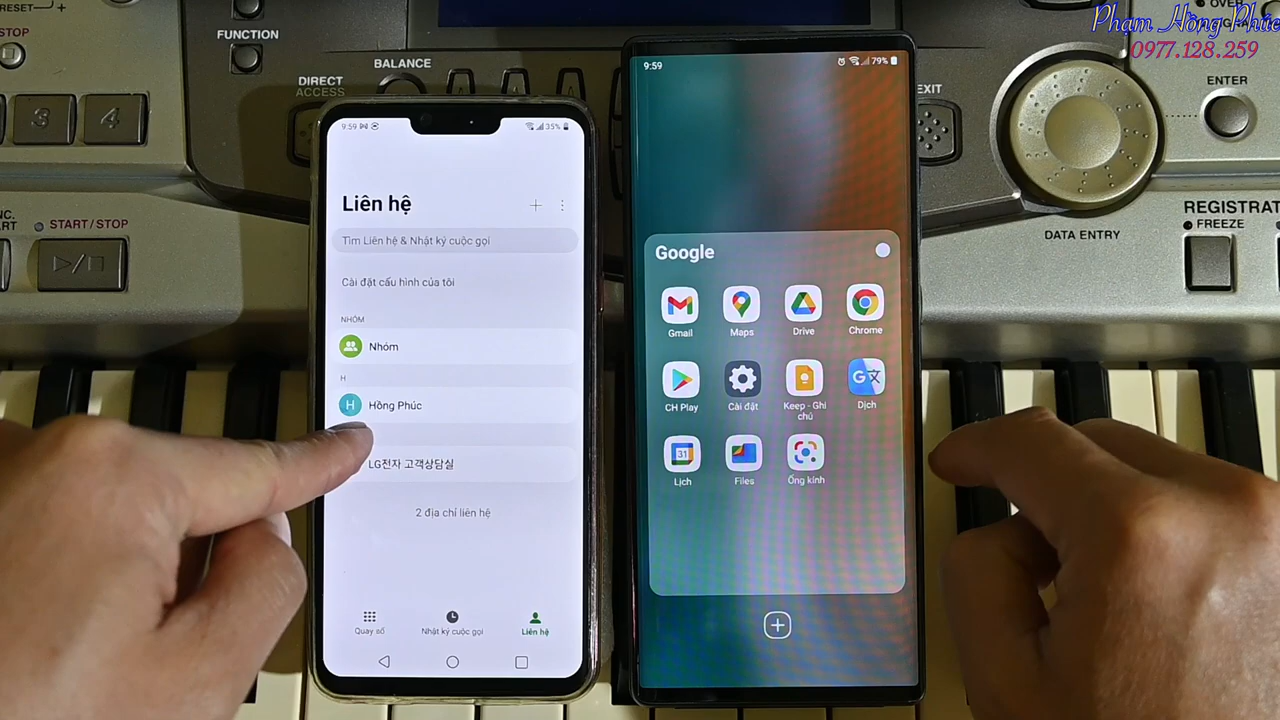 RESET
STOP
FUNCTION
BALANCE
DIRECT
ACCESS
3
4
START/STOP
EXIT
ENTER
DATA ENTRY
FREEZE
Phạm Hồng Phúc
0977.128.259
9:59
35%
Liên hệ
Tìm Liên hệ & Nhật ký cuộc gọi
Cài đặt cấu hình của tôi
NHÓM
Nhóm
H
H Hồng Phúc
LG전자 고객상담실
2 địa chỉ liên hệ
Quay số
Nhật ký cuộc gọi
Liên hệ
9:59
79%
Google
Gmail
Maps
Drive
Chrome
CH Play
Cài đặt
Keep - Ghi
chú
Dịch
31
Lịch
Files
Ống kính